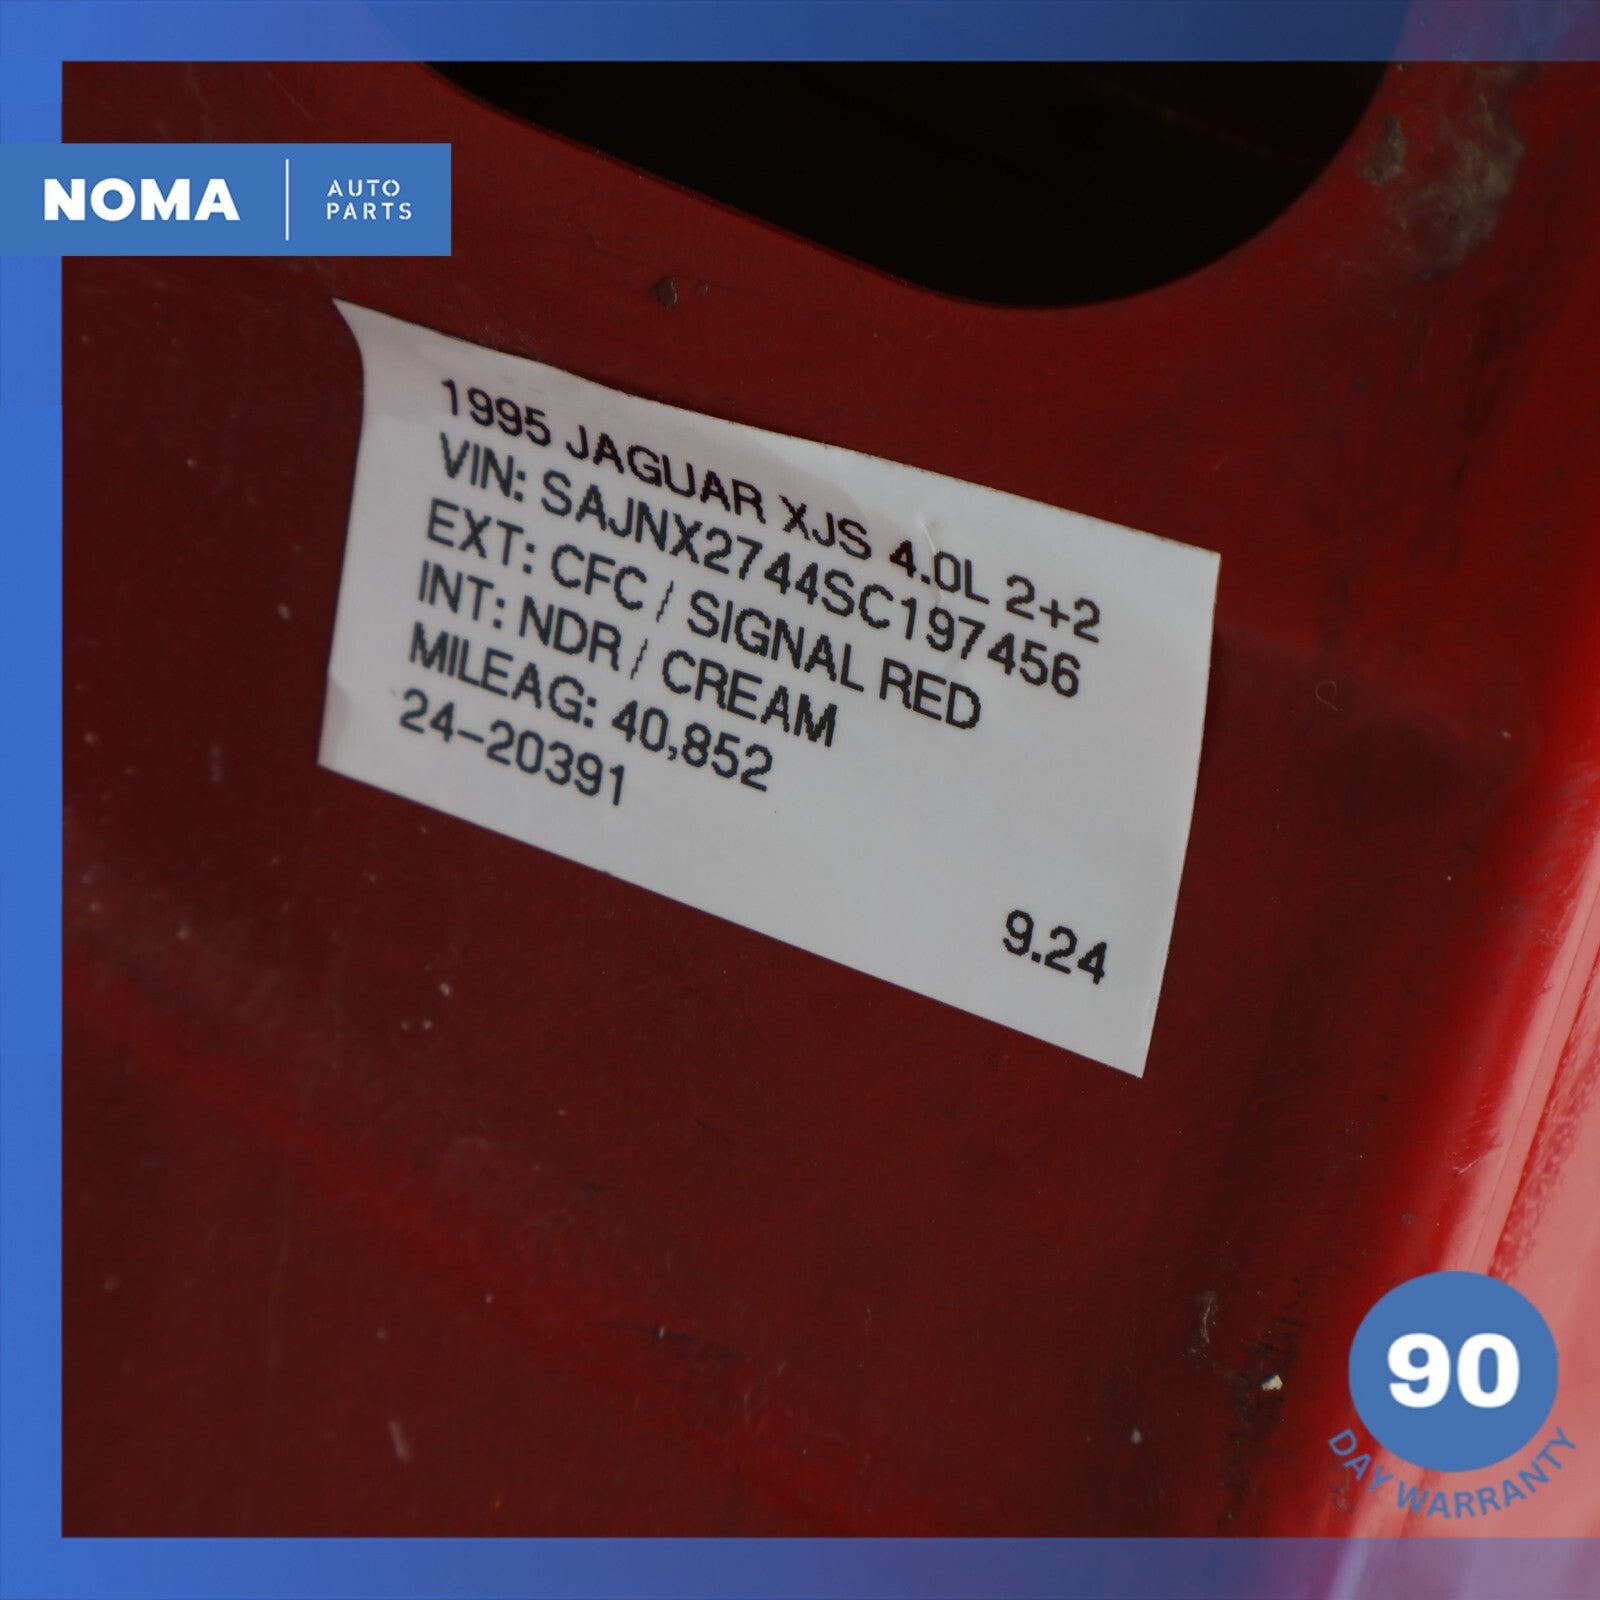 NOMA
AUTO
PARTS
1995 JAGUAR XJS 4.0L 2+2
VIN: SAJNX2744SC197456
EXT: CFC / SIGNAL RED
INT: NDR / CREAM
MILEAG: 40,852
24-20391
9.24
90
DAY WARRANTY